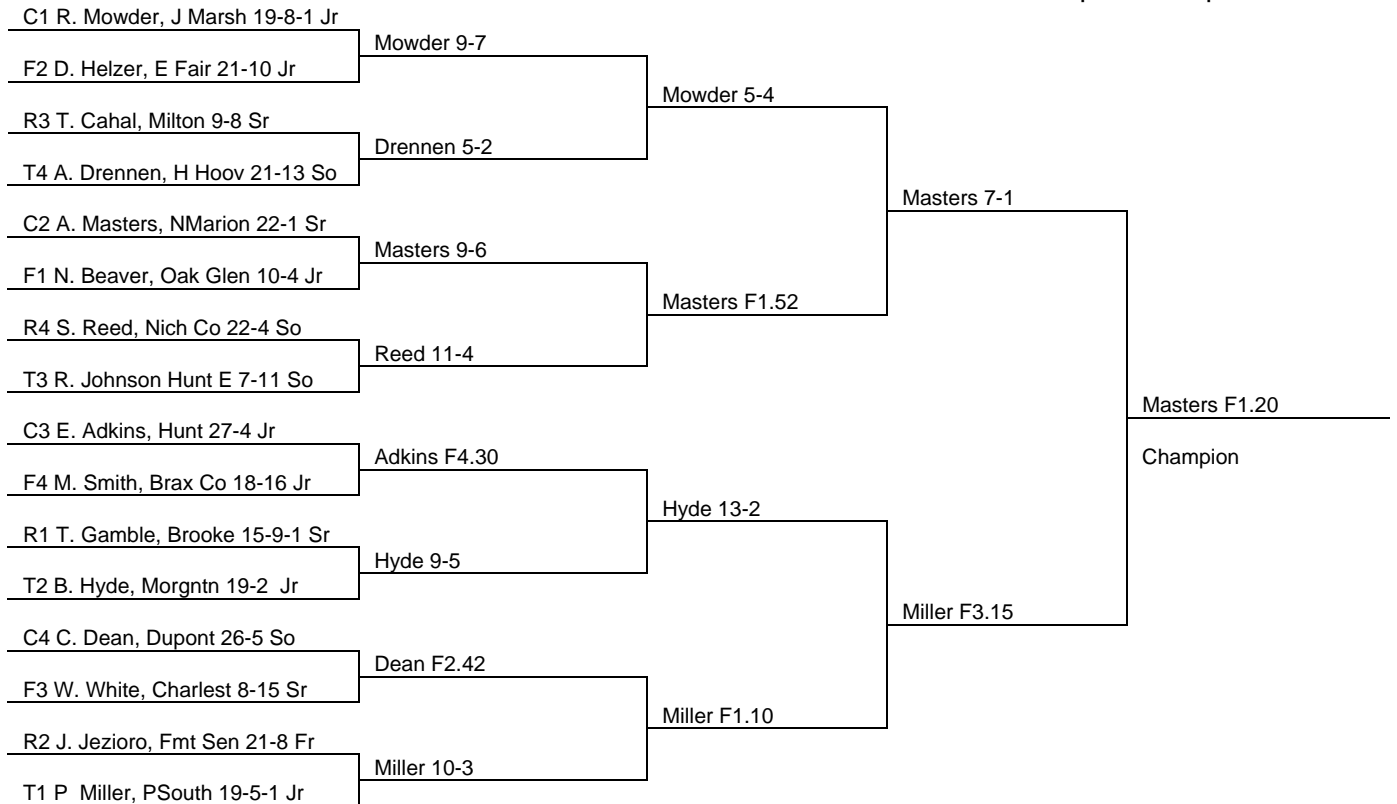 C1 R. Mowder, J Marsh 19-8-1 Jr
Mowder 9-7
F2 D. Helzer, E Fair 21-10 Jr
Mowder 5-4
R3 T. Cahal, Milton 9-8 Sr
Drennen 5-2
T4 A. Drennen, H Hoov 21-13 So
Masters 7-1
C2 A. Masters, NMarion 22-1 Sr
Masters 9-6
F1 N. Beaver, Oak Glen 10-4 Jr
Masters F1.52
R4 S. Reed, Nich Co 22-4 So
Reed 11-4
T3 R. Johnson Hunt E 7-11 So
Masters F1.20
C3 E. Adkins, Hunt 27-4 Jr
Adkins F4.30
Champion
F4 M. Smith, Brax Co 18-16 Jr
Hyde 13-2
R1 T. Gamble, Brooke 15-9-1 Sr
Hyde 9-5
T2 B. Hyde, Morgntn 19-2 Jr
Miller F3.15
C4 C. Dean, Dupont 26-5 So
Dean F2.42
F3 W. White, Charlest 8-15 Sr
Miller F1.10
R2 J. Jezioro, Fmt Sen 21-8 Fr
Miller 10-3
T1 P Miller, PSouth 19-5-1 Jr